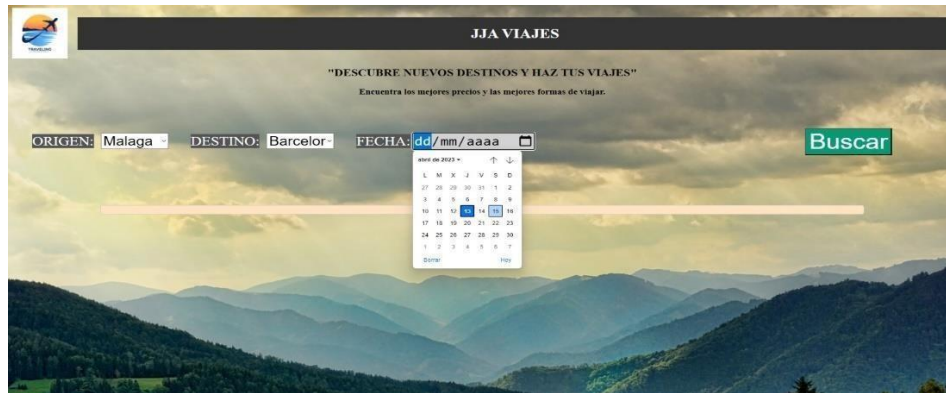 JJA VIAJES
"DESCUBRE NUEVOS DESTINOS Y HAZ TUS VIAJES"
Encuentra los mejores precios y las mejores formas de viajar.
ORIGEN: Malaga DESTINO: Barcelor FECHA: dd/mm/aaaa Buscar
abril de 2023
L M X J V S D
27 28 29 30 31 1 2
3 4 5 6 7 8 9
10 11 12 13 14 15 16
17 18 19 20 21 22 23
24 25 26 27 28 29 30
1 2 3 4 5 6 7
Borrar Hoy